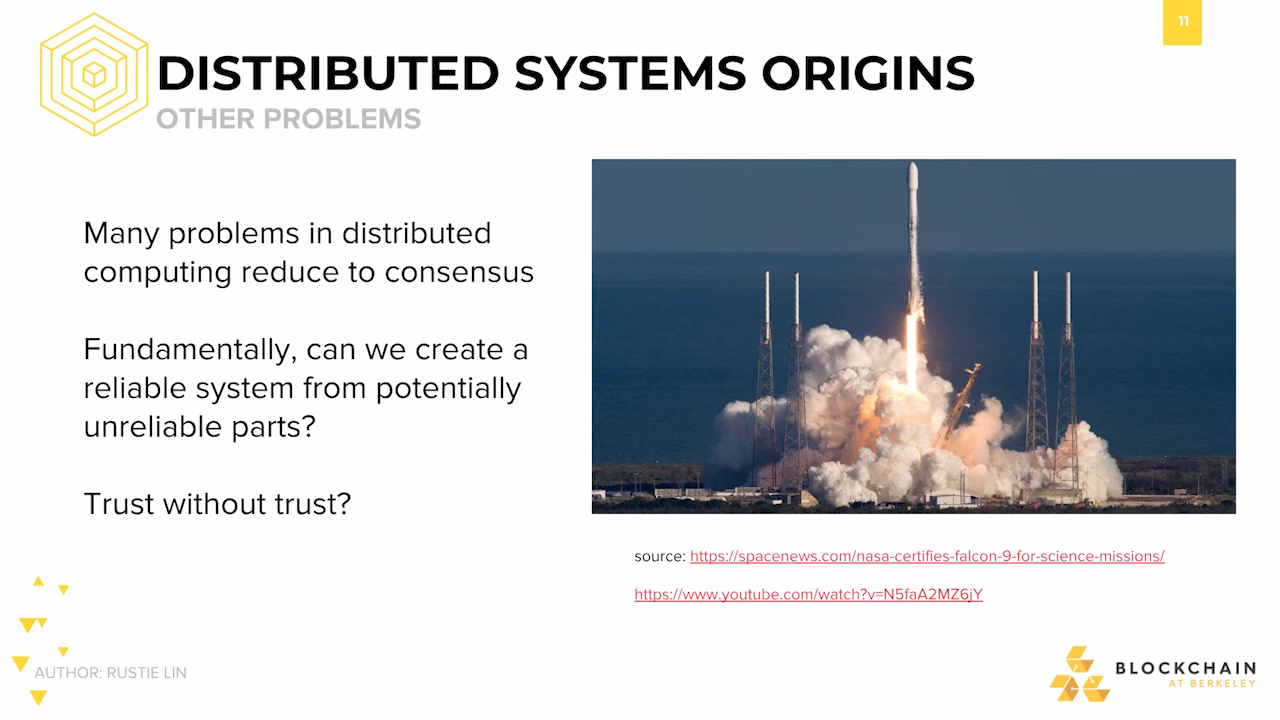 11
DISTRIBUTED SYSTEMS ORIGINS
OTHER PROBLEMS
Many problems in distributed
computing reduce to consensus
Fundamentally, can we create a
reliable system from potentially
unreliable parts?
Trust without trust?
source: https://spacenews.com/nasa-certifies-falcon-9-for-science-missions/
https://www.youtube.com/watch?v=N5faA2MZ6jY
AUTHOR: RUSTIE LIN
BLOCKCHAIN
AT BERKELEY